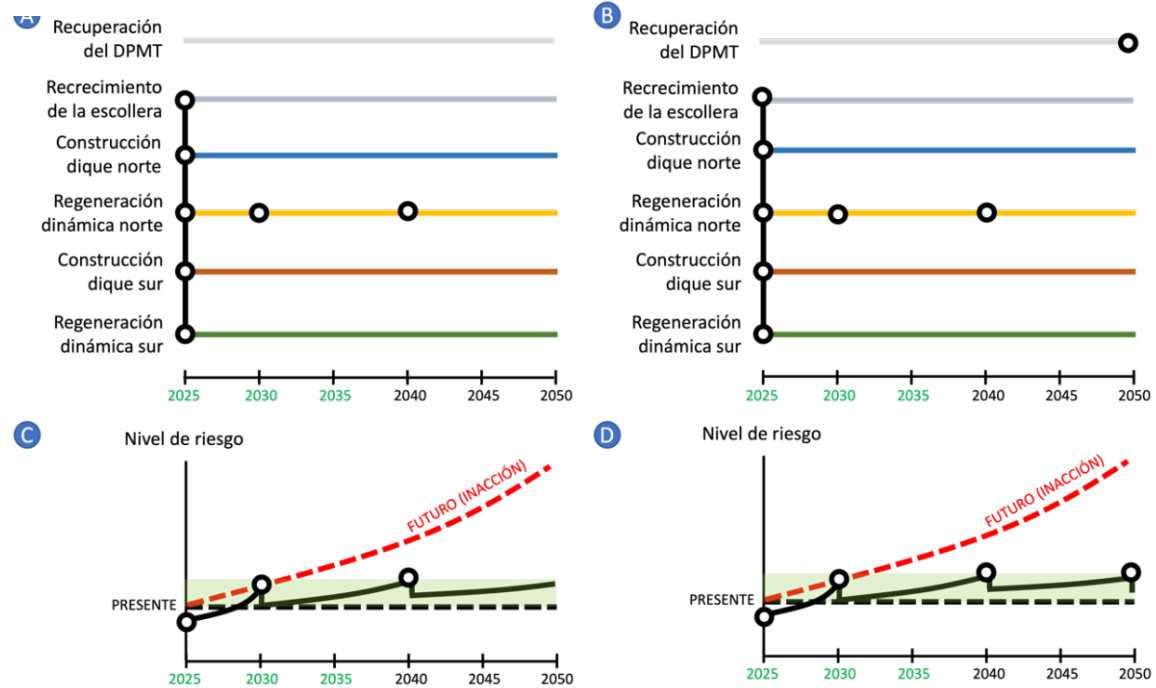 A
Recuperación
del DPMT
Recrecimiento
de la escollera
Construcción
dique norte
Regeneración
dinámica norte
Construcción
dique sur
Regeneración
dinámica sur
2025 2030 2035 2040 2045 2050
B
Recuperación
del DPMT
Recrecimiento
de la escollera
Construcción
dique norte
Regeneración
dinámica norte
Construcción
dique sur
Regeneración
dinámica sur
2025 2030 2035 2040 2045 2050
C
Nivel de riesgo
FUTURO (INACCIÓN)
PRESENTE
2025 2030 2035 2040 2045 2050
D
Nivel de riesgo
FUTURO (INACCIÓN)
PRESENTE
2025 2030 2035 2040 2045 2050